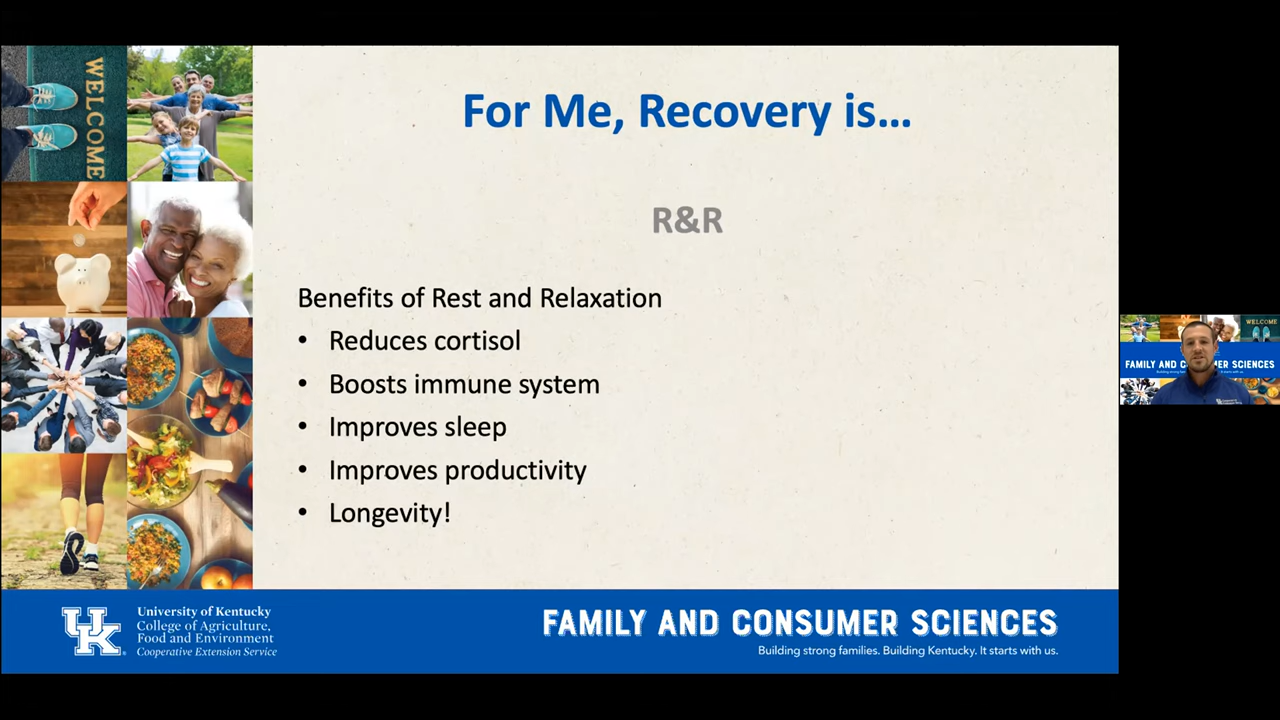 WELCOME
For Me, Recovery is...
R&R
Benefits of Rest and Relaxation
• Reduces cortisol
• Boosts immune system
• Improves sleep
• Improves productivity
• Longevity!
UK
University of Kentucky
College of Agriculture,
Food and Environment
Cooperative Extension Service
FAMILY AND CONSUMER SCIENCES
Building strong families. Building Kentucky. It starts with us.
WELCOME
FAMILY AND CONSUMER SCIENCES